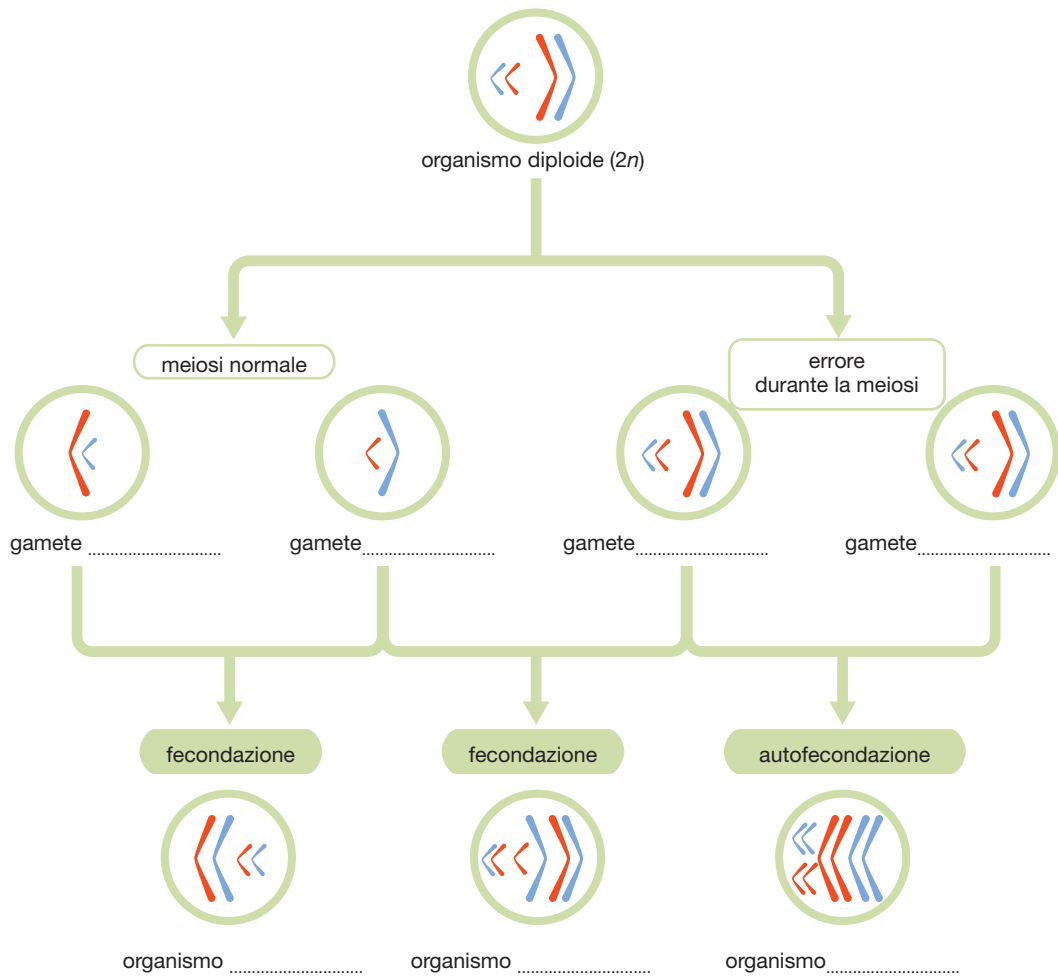 organismo diploide (2n)
meiosi normale
errore
durante la meiosi
gamete ................................
gamete................................
gamete................................
gamete................................
fecondazione
fecondazione
autofecondazione
organismo ................................
organismo ................................
organismo................................